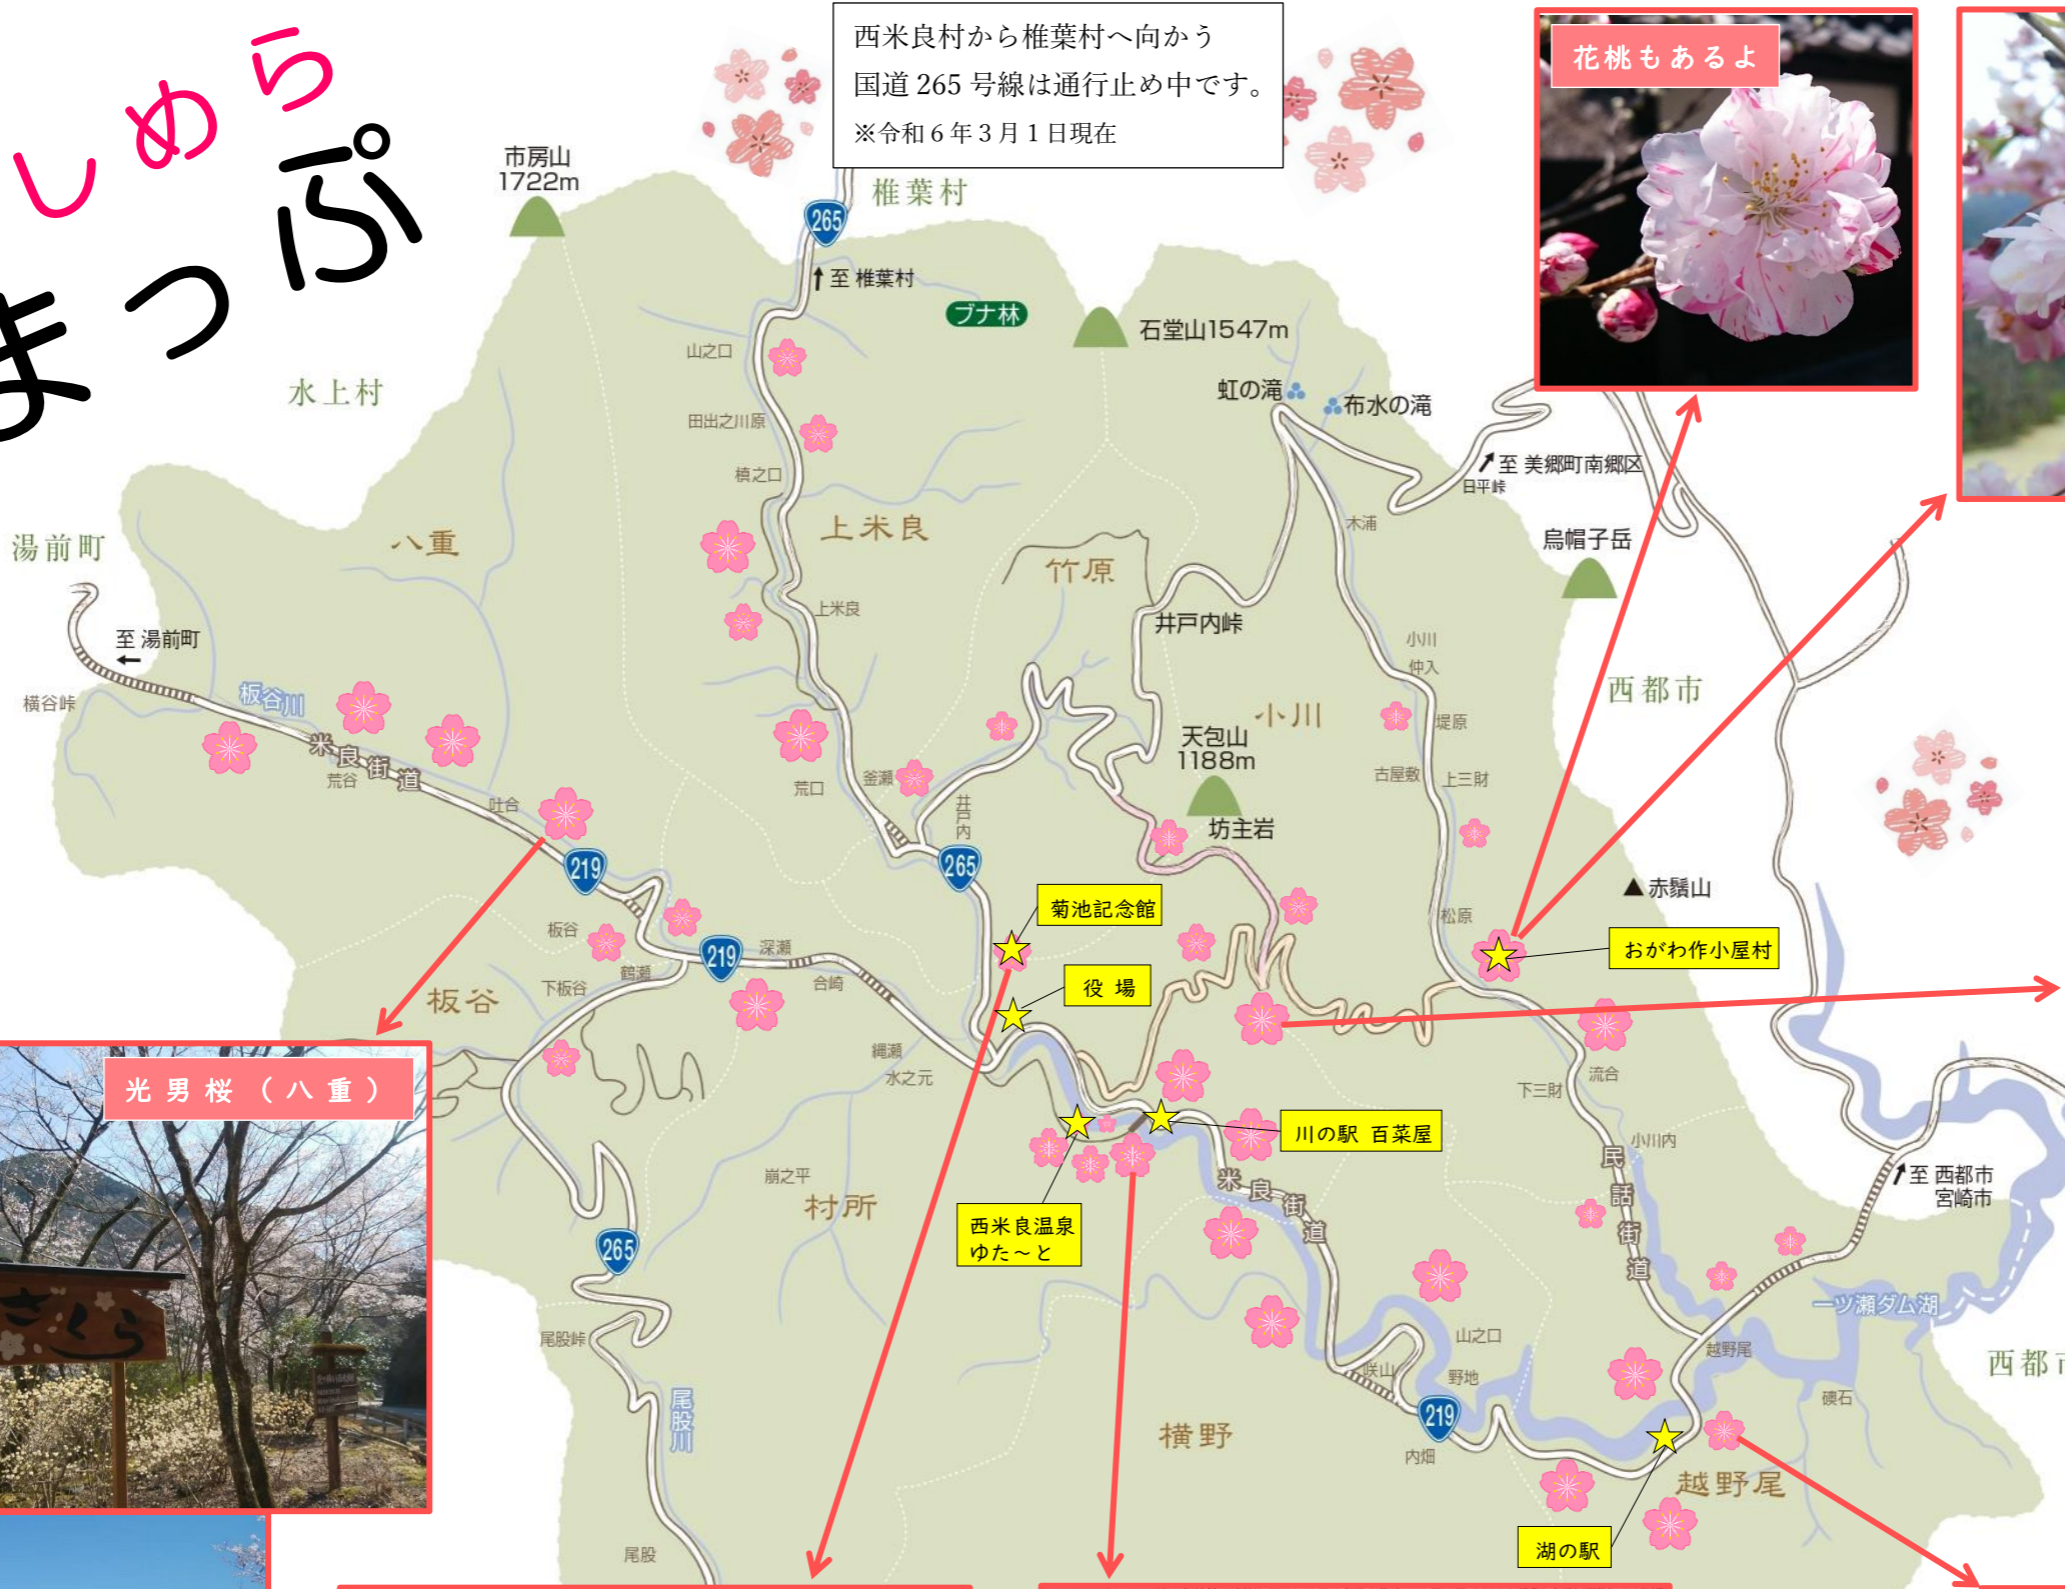 しめら
まっぷ
西米良村から椎葉村へ向かう
国道265号線は通行止め中です。
※令和6年3月1日現在
花桃もあるよ
市房山
1722m
椎葉村
265
↑至 椎葉村
ブナ林
石堂山1547m
山之口
水上村
虹の滝
布水の滝
田出之川原
至 美郷町南郷区
日平峠
槙之口
木浦
湯前町
八重
上米良
竹原
烏帽子岳
上米良
井戸内峠
至 湯前町
←
小川
仲入
横谷峠
板谷川
西都市
小川
堤原
天包山
1188m
米良街道
荒谷
荒口
釜瀬
古屋敷
上三財
吐合
井戸内
坊主岩
219
265
▲赤鬚山
菊池記念館
松原
板谷
深瀬
おがわ作小屋村
219
鶴瀬
合崎
下板谷
役場
板谷
縄瀬
水之元
流合
下三財
光男桜（八重）
川の駅 百菜屋
小川内
崩之平
民話街道
至 西都市
宮崎市
村所
米良街道
西米良温泉
ゆた～と
265
さくら
一ツ瀬ダム湖
尾股峠
山之口
越野尾
咲山
野地
西都市
尾股川
礇石
219
横野
内畑
越野尾
湖の駅
尾股